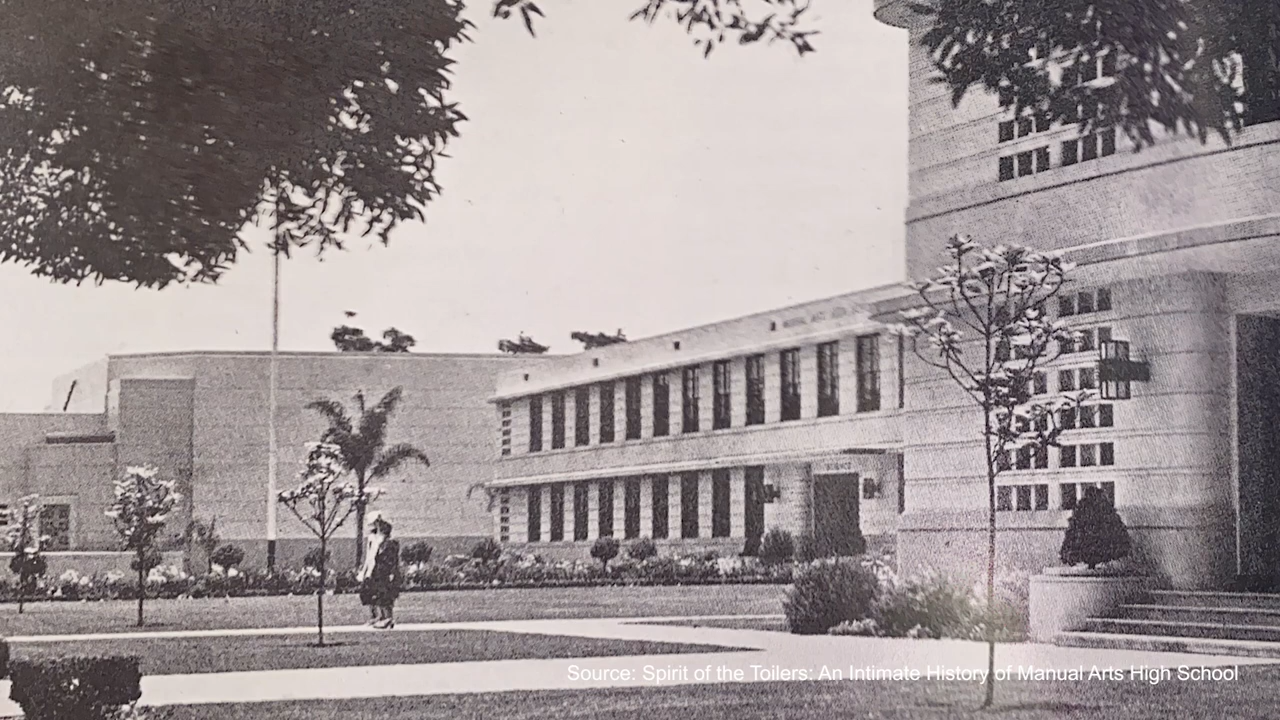 Source: Spirit of the Toilers: An Intimate History of Manual Arts High School